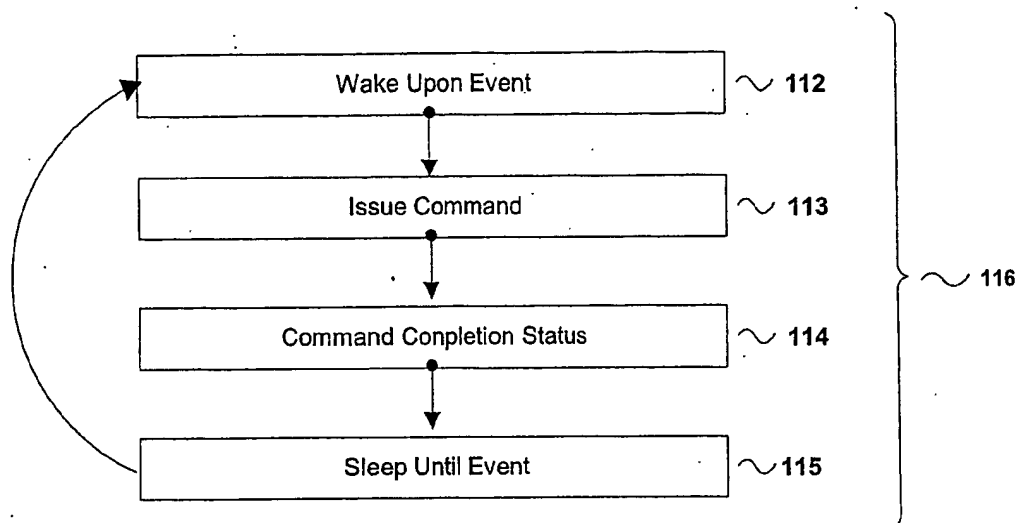 Wake Upon Event 112
Issue Command 113
116
Command Conpletion Status 114
Sleep Until Event 115